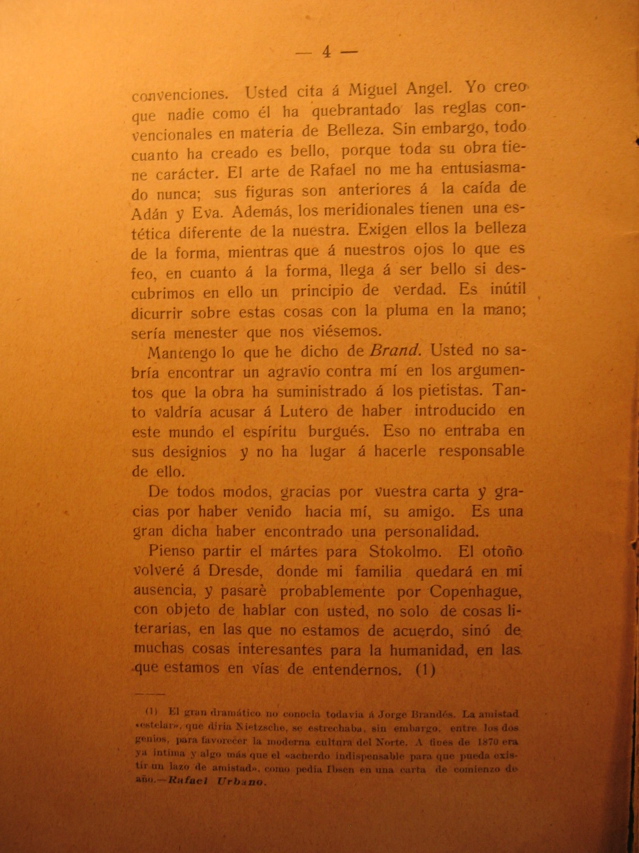 — 4 —
convenciones. Usted cita á Miguel Angel. Yo creo
que nadie como él ha quebrantado las reglas con-
vencionales en materia de Belleza. Sin embargo, todo
cuanto ha creado es bello, porque toda su obra tie-
ne carácter. El arte de Rafael no me ha entusiasma-
do nunca; sus figuras son anteriores á la caída de
Adán y Eva. Además, los meridionales tienen una es-
tética diferente de la nuestra. Exigen ellos la belleza
de la forma, mientras que á nuestros ojos lo que es
feo, en cuanto á la forma, llega á ser bello si des-
cubrimos en ello un principio de verdad. Es inútil
dicurrir sobre estas cosas con la pluma en la mano;
sería menester que nos viésemos.
Mantengo lo que he dicho de Brand. Usted no sa-
bría encontrar un agravio contra mí en los argumen-
tos que la obra ha suministrado á los pietistas. Tan-
to valdría acusar á Lutero de haber introducido en
este mundo el espíritu burgués. Eso no entraba en
sus designios y no ha lugar á hacerle responsable
de ello.
De todos modos, gracias por vuestra carta y gra-
cias por haber venido hacia mí, su amigo. Es una
gran dicha haber encontrado una personalidad.
Pienso partir el mártes para Stokolmo. El otoño
volveré á Dresde, donde mi familia quedará en mi
ausencia, y pasarè probablemente por Copenhague,
con objeto de hablar con usted, no solo de cosas li-
terarias, en las que no estamos de acuerdo, sinó de
muchas cosas interesantes para la humanidad, en las
que estamos en vías de entendernos. (1)
(1) El gran dramático no conocía todavía á Jorge Brandés. La amistad
«estelar», que diría Nietzsche, se estrechaba, sin embargo, entre los dos
genios, para favorecer la moderna cultura del Norte. A fines de 1870 era
ya íntima y algo más que el «acuerdo indispensable para que pueda exis-
tir un lazo de amistad», como pedía Ibsen en una carta de comienzo de
año.—Rafael Urbano.